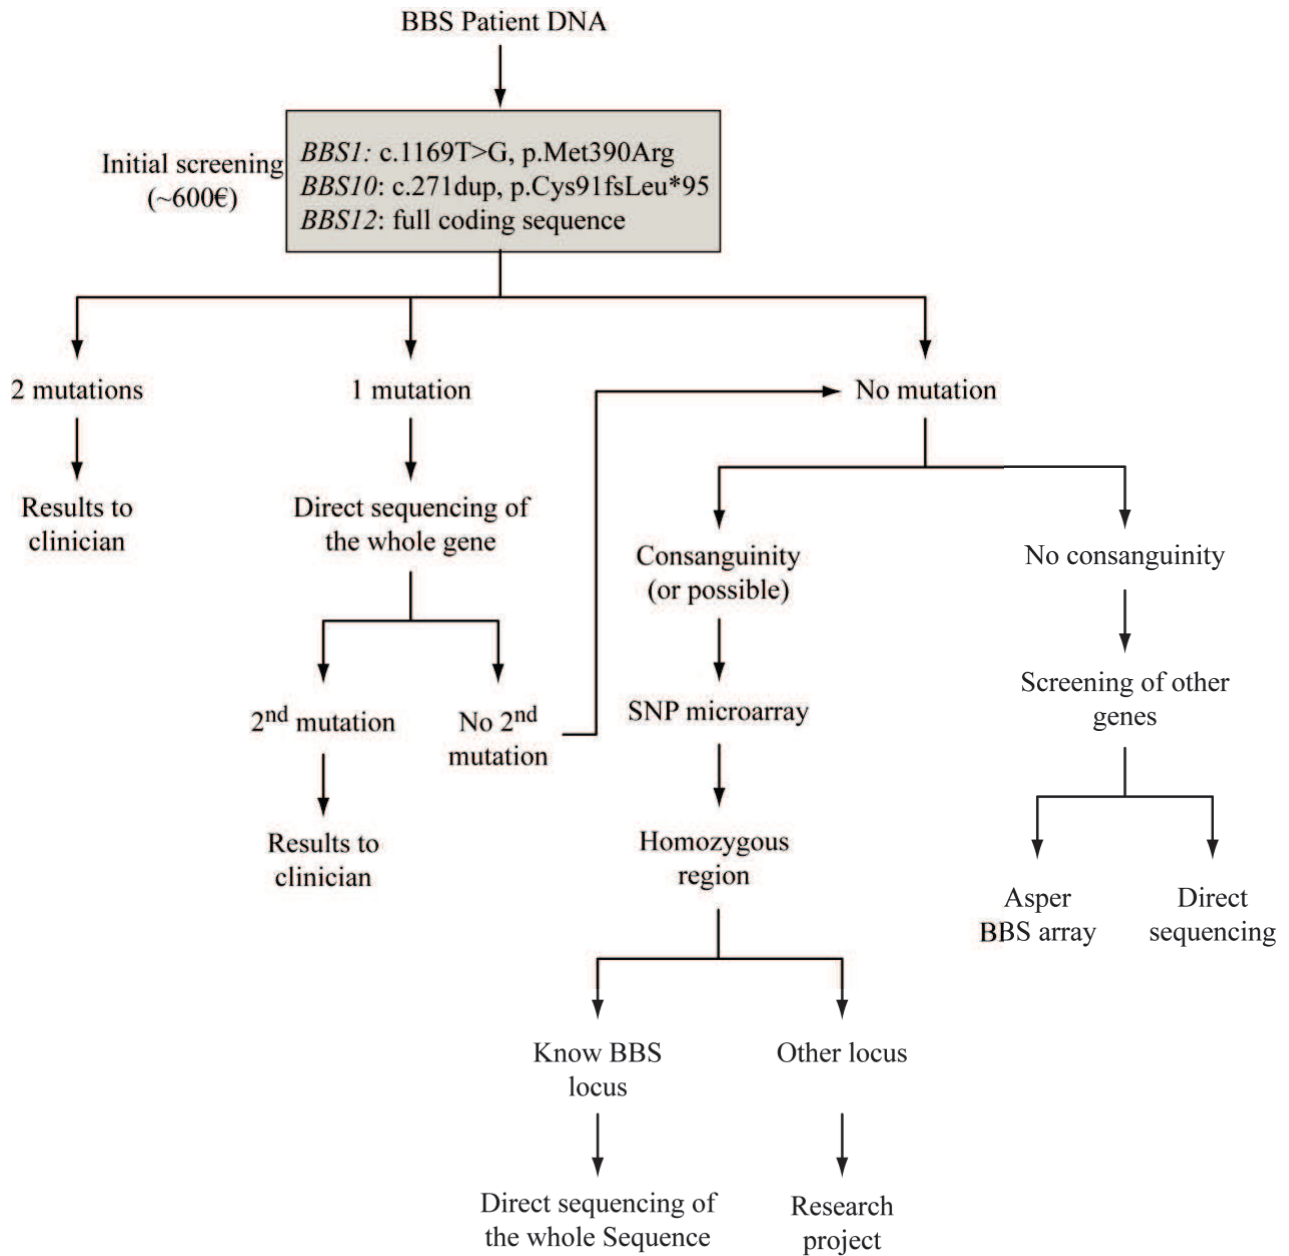 BBS Patient DNA
Initial screening
(~600€)
BBS1: c.1169T>G, p.Met390Arg
BBS10: c.271dup, p.Cys91fsLeu*95
BBS12: full coding sequence
2 mutations
1 mutation
No mutation
Results to
clinician
Direct sequencing of
the whole gene
Consanguinity
(or possible)
No consanguinity
2nd mutation
No 2nd
mutation
SNP microarray
Screening of other
genes
Results to
clinician
Homozygous
region
Asper
BBS array
Direct
sequencing
Know BBS
locus
Other locus
Direct sequencing of
the whole Sequence
Research
project